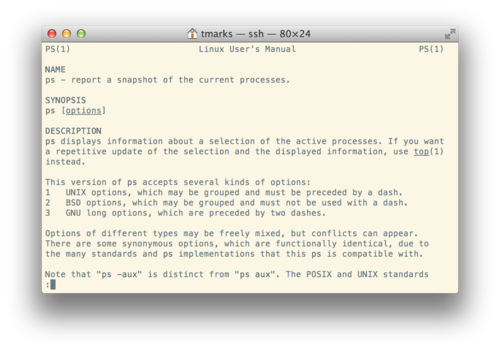 tmarks — ssh — 80×24
PS(1) Linux User's Manual PS(1)
NAME
ps - report a snapshot of the current processes.
SYNOPSIS
ps [options]
DESCRIPTION
ps displays information about a selection of the active processes. If you want
a repetitive update of the selection and the displayed information, use top(1)
instead.
This version of ps accepts several kinds of options:
1 UNIX options, which may be grouped and must be preceded by a dash.
2 BSD options, which may be grouped and must not be used with a dash.
3 GNU long options, which are preceded by two dashes.
Options of different types may be freely mixed, but conflicts can appear.
There are some synonymous options, which are functionally identical, due to
the many standards and ps implementations that this ps is compatible with.
Note that "ps -aux" is distinct from "ps aux". The POSIX and UNIX standards
: